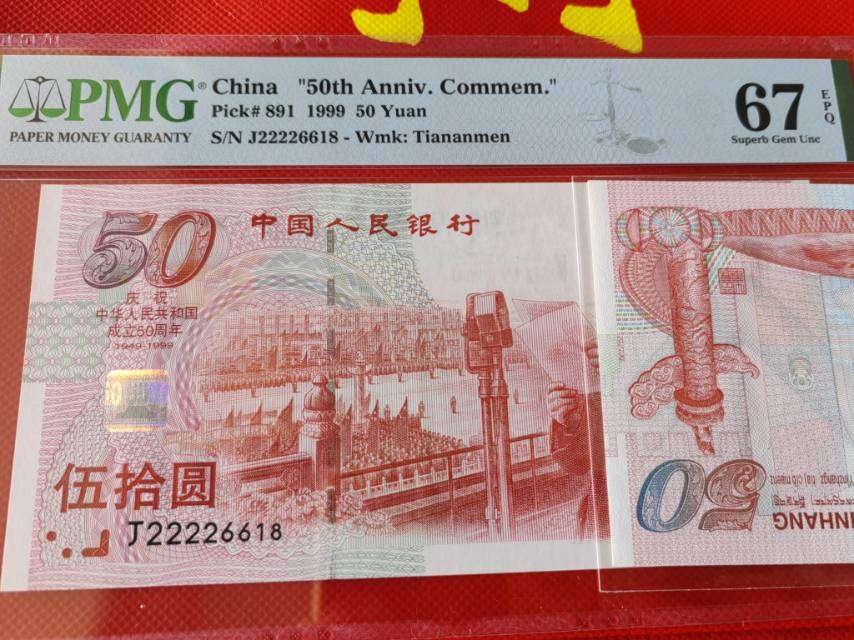 PMG® China "50th Anniv. Commem."
Pick# 891 1999 50 Yuan
PAPER MONEY GUARANTY
S/N J22226618 - Wmk: Tiananmen
67 EPQ
Superb Gem Unc
50
中国人民银行
庆祝
中华人民共和国
成立50周年
1949-1999
伍拾圆
J22226618
50
INHANG